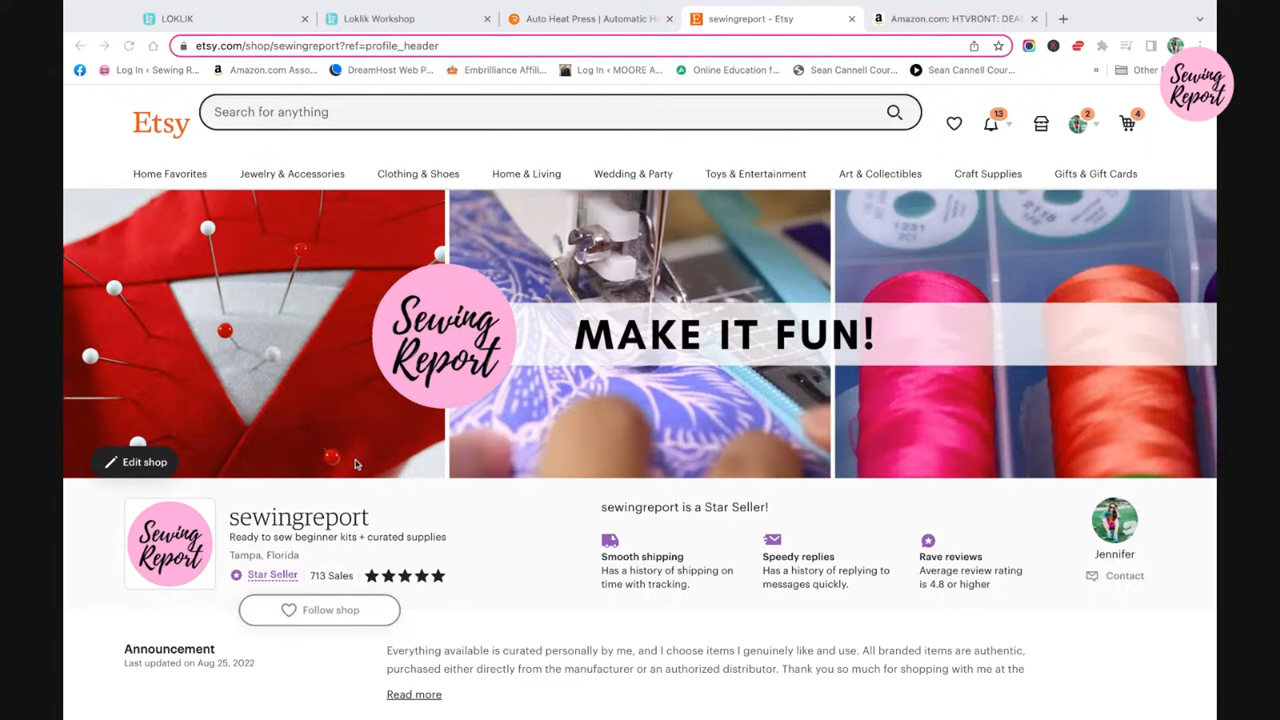 LOKLIK
Loklik Workshop
Auto Heat Press | Automatic He
sewingreport - Etsy
Amazon.com: HTVRONT: DEAL
etsy.com/shop/sewingreport?ref=profile_header
Log In ‹ Sewing R...
Amazon.com Asso...
DreamHost Web P...
Embrilliance Affili...
Log In ‹ MOORE A...
Online Education f...
Sean Cannell Cour...
Sean Cannell Cour...
»
Other
Sewing
Report
Etsy
Search for anything
13
2
4
Home Favorites
Jewelry & Accessories
Clothing & Shoes
Home & Living
Wedding & Party
Toys & Entertainment
Art & Collectibles
Craft Supplies
Gifts & Gift Cards
1231
2CI
2116
Sewing
Report
MAKE IT FUN!
Edit shop
Sewing
Report
sewingreport
Ready to sew beginner kits + curated supplies
Tampa, Florida
Star Seller 713 Sales
Follow shop
sewingreport is a Star Seller!
Smooth shipping
Has a history of shipping on
time with tracking.
Speedy replies
Has a history of replying to
messages quickly.
Rave reviews
Average review rating
is 4.8 or higher
Jennifer
Contact
Announcement
Last updated on Aug 25, 2022
Everything available is curated personally by me, and I choose items I genuinely like and use. All branded items are authentic,
purchased either directly from the manufacturer or an authorized distributor. Thank you so much for shopping with me at the
Read more